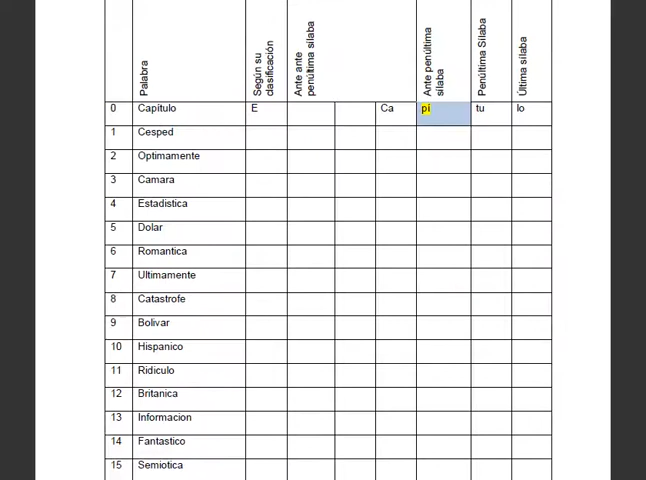 Palabra Según su clasificación Ante ante penúltima sílaba Ante penúltima sílaba Penúltima Sílaba Última sílaba
0 Capítulo E Ca pí tu lo
1 Cesped
2 Optimamente
3 Camara
4 Estadistica
5 Dolar
6 Romantica
7 Ultimamente
8 Catastrofe
9 Bolivar
10 Hispanico
11 Ridiculo
12 Britanica
13 Informacion
14 Fantastico
15 Semiotica